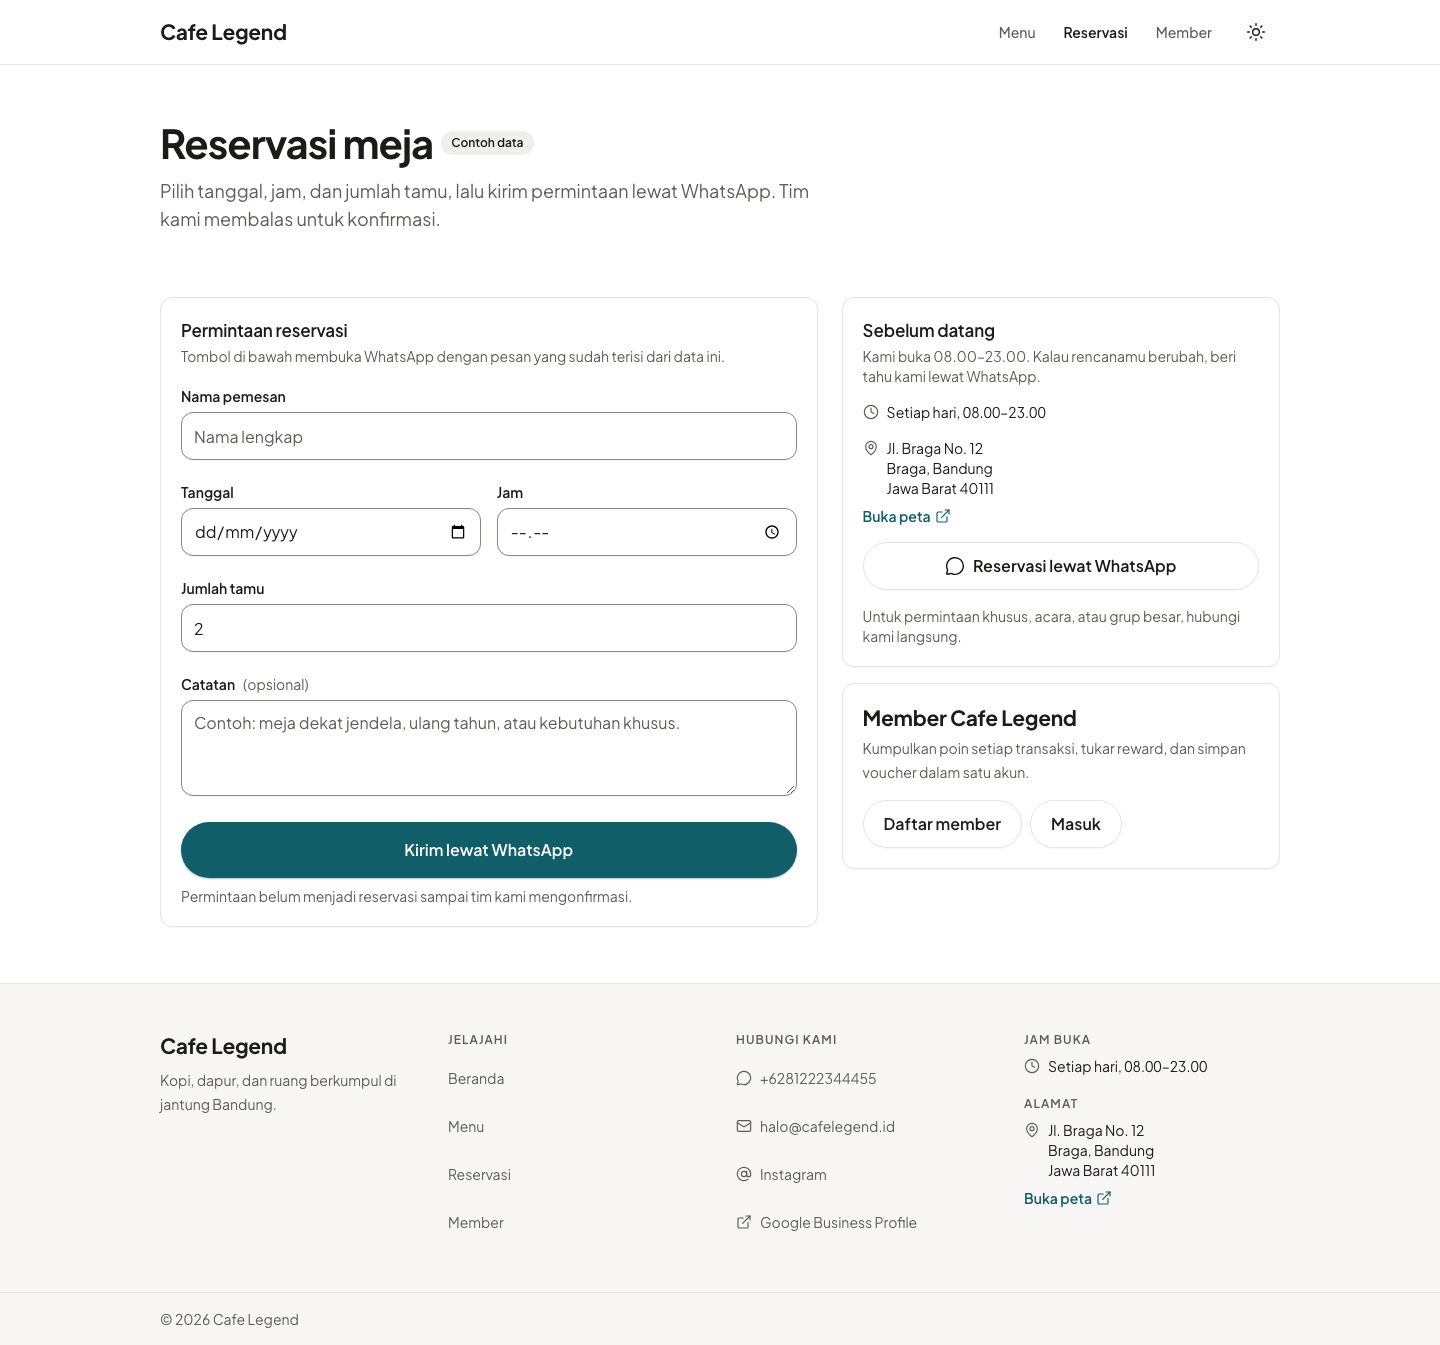 Cafe Legend
Menu
Reservasi
Member
Reservasi meja
Contoh data
Pilih tanggal, jam, dan jumlah tamu, lalu kirim permintaan lewat WhatsApp. Tim
kami membalas untuk konfirmasi.
Permintaan reservasi
Tombol di bawah membuka WhatsApp dengan pesan yang sudah terisi dari data ini.
Nama pemesan
Nama lengkap
Tanggal
Jam
dd/mm/yyyy
--.--
Jumlah tamu
2
Catatan (opsional)
Contoh: meja dekat jendela, ulang tahun, atau kebutuhan khusus.
Kirim lewat WhatsApp
Permintaan belum menjadi reservasi sampai tim kami mengonfirmasi.
Sebelum datang
Kami buka 08.00–23.00. Kalau rencanamu berubah, beri
tahu kami lewat WhatsApp.
Setiap hari, 08.00–23.00
Jl. Braga No. 12
Braga, Bandung
Jawa Barat 40111
Buka peta
Reservasi lewat WhatsApp
Untuk permintaan khusus, acara, atau grup besar, hubungi
kami langsung.
Member Cafe Legend
Kumpulkan poin setiap transaksi, tukar reward, dan simpan
voucher dalam satu akun.
Daftar member
Masuk
Cafe Legend
Kopi, dapur, dan ruang berkumpul di
jantung Bandung.
JELAJAHI
Beranda
Menu
Reservasi
Member
HUBUNGI KAMI
+6281222344455
halo@cafelegend.id
Instagram
Google Business Profile
JAM BUKA
Setiap hari, 08.00–23.00
ALAMAT
Jl. Braga No. 12
Braga, Bandung
Jawa Barat 40111
Buka peta
© 2026 Cafe Legend